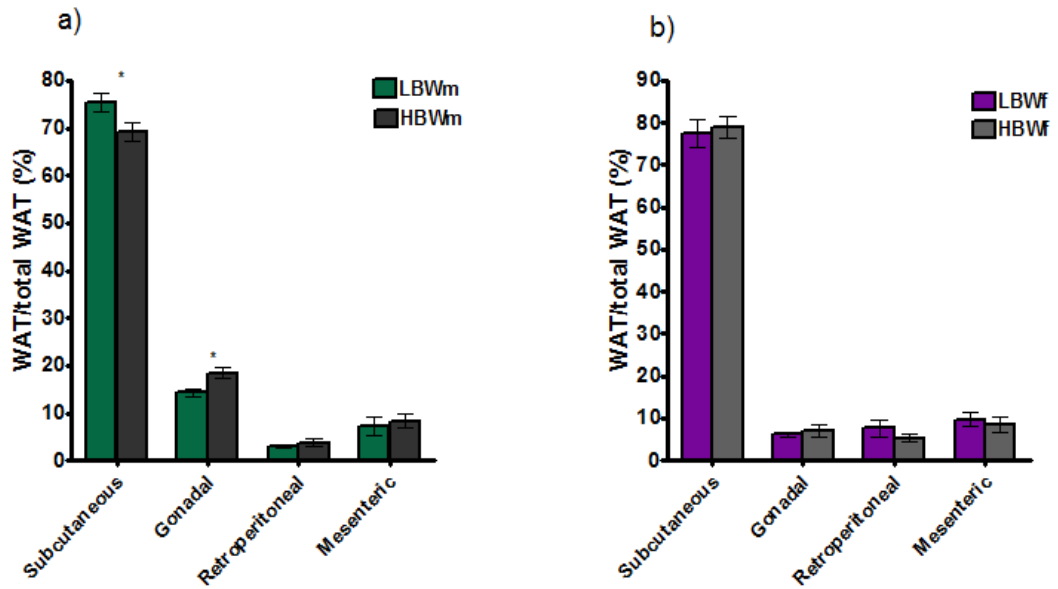 a)
*
80
70
60
50
40
30
20
10
0
WAT/total WAT (%)
LBWm
HBWm
*
Subcutaneous
Gonadal
Retroperitoneal
Mesenteric
b)
90
80
70
60
50
40
30
20
10
0
WAT/total WAT (%)
LBWf
HBWf
Subcutaneous
Gonadal
Retroperitoneal
Mesenteric